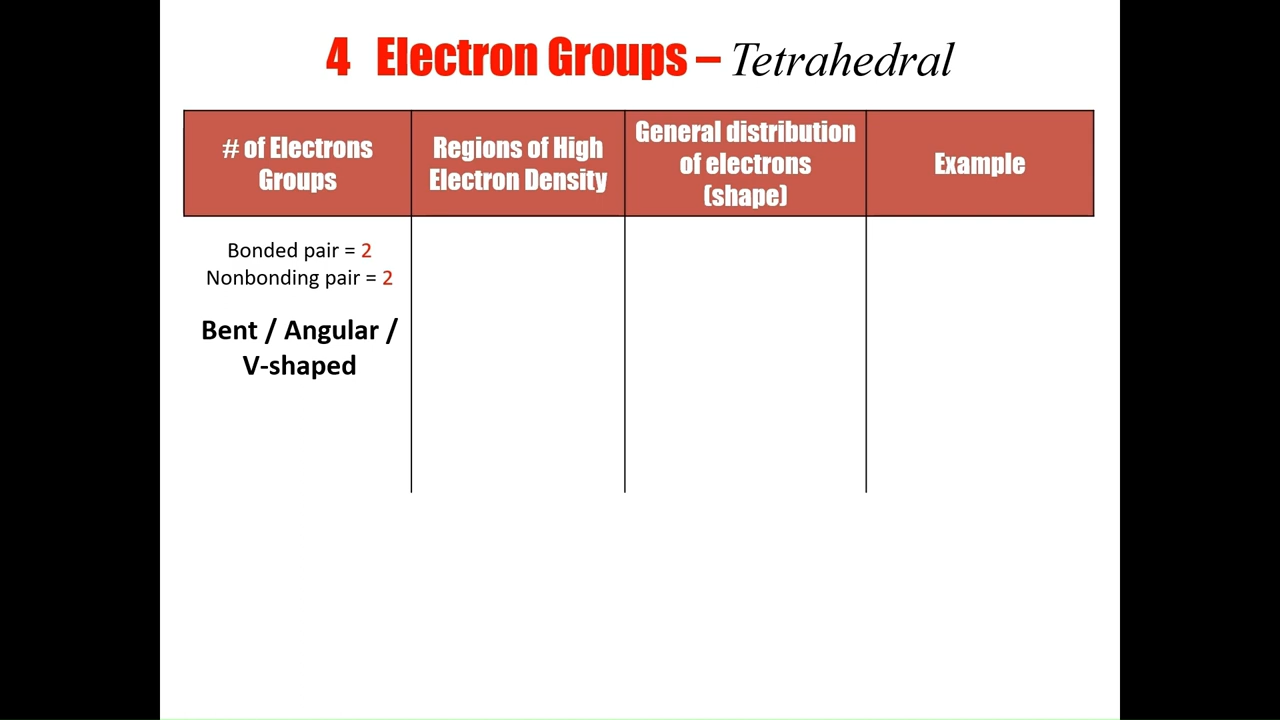 4 Electron Groups – Tetrahedral
# of Electrons
Groups
Regions of High
Electron Density
General distribution
of electrons
(shape)
Example
Bonded pair = 2
Nonbonding pair = 2
Bent / Angular /
V-shaped